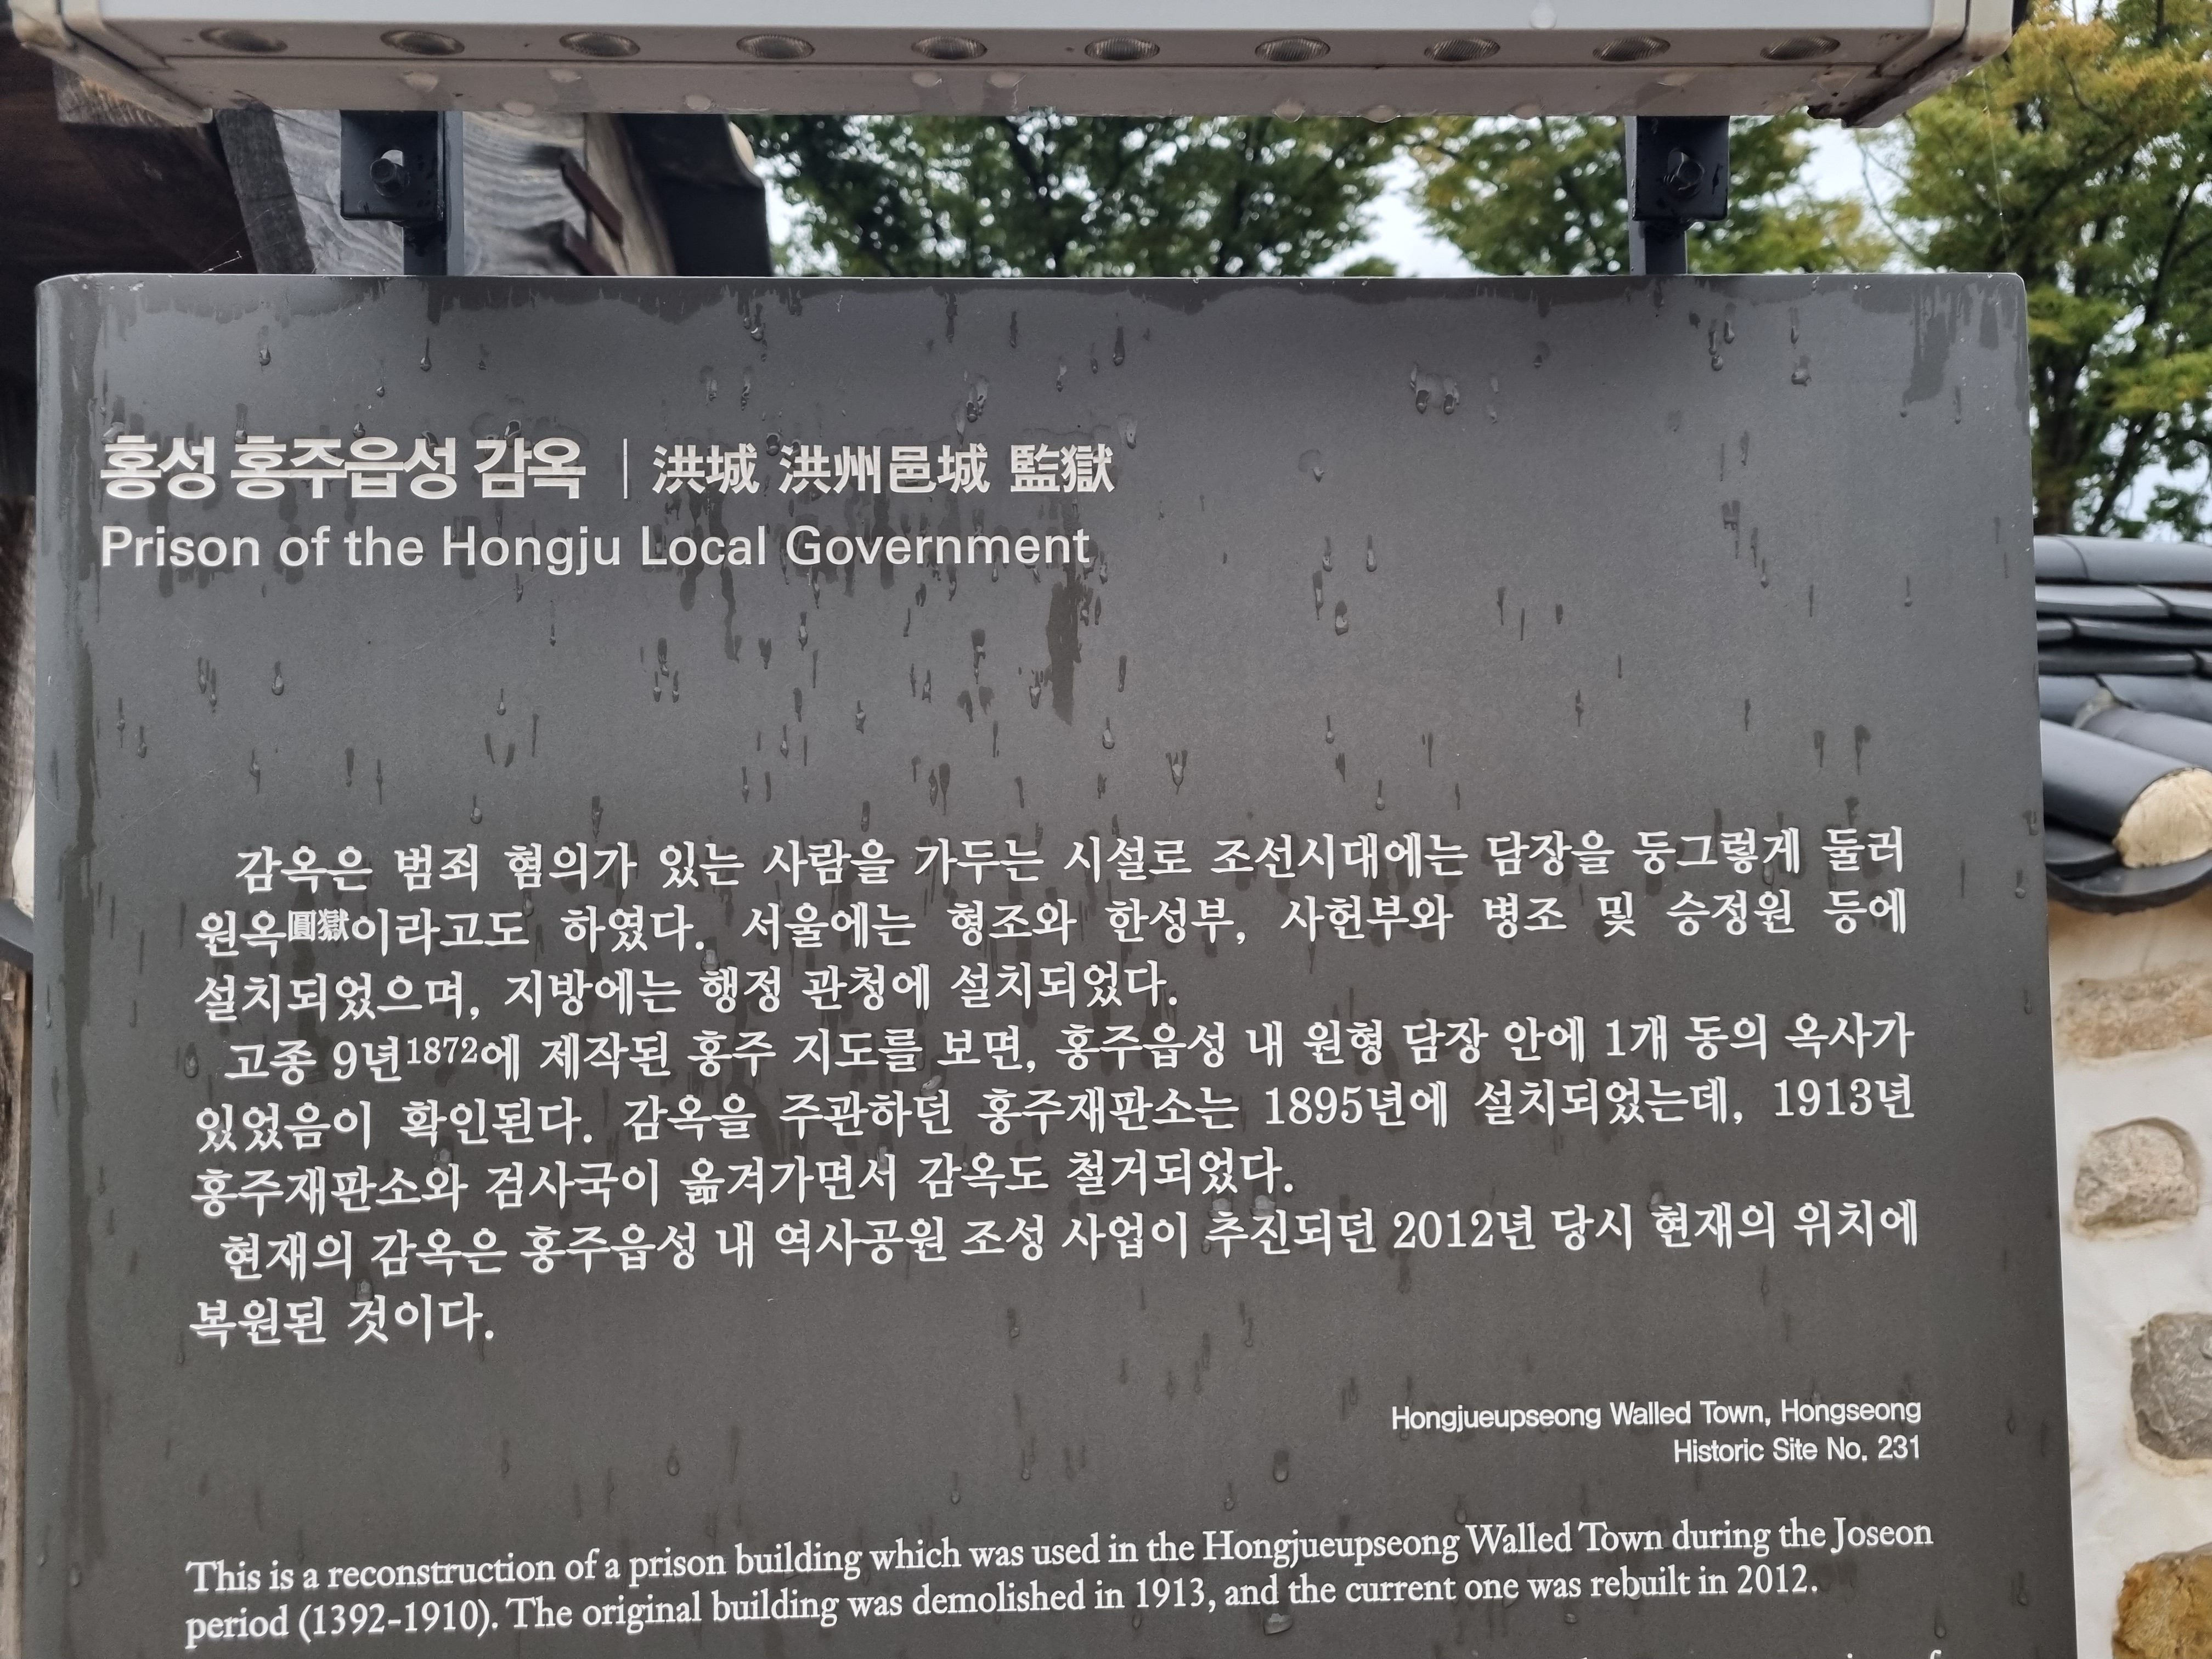 홍성 홍주읍성 감옥 | 洪城 洪州邑城 監獄
Prison of the Hongju Local Government
감옥은 범죄 혐의가 있는 사람을 가두는 시설로 조선시대에는 담장을 둥그렇게 둘러
원옥圓獄이라고도 하였다. 서울에는 형조와 한성부, 사헌부와 병조 및 승정원 등에
설치되었으며, 지방에는 행정 관청에 설치되었다.
고종 9년1872에 제작된 홍주 지도를 보면, 홍주읍성 내 원형 담장 안에 1개 동의 옥사가
있었음이 확인된다. 감옥을 주관하던 홍주재판소는 1895년에 설치되었는데, 1913년
홍주재판소와 검사국이 옮겨가면서 감옥도 철거되었다.
현재의 감옥은 홍주읍성 내 역사공원 조성 사업이 추진되던 2012년 당시 현재의 위치에
복원된 것이다.
Hongjueupseong Walled Town, Hongseong
Historic Site No. 231
This is a reconstruction of a prison building which was used in the Hongjueupseong Walled Town during the Joseon
period (1392-1910). The original building was demolished in 1913, and the current one was rebuilt in 2012.